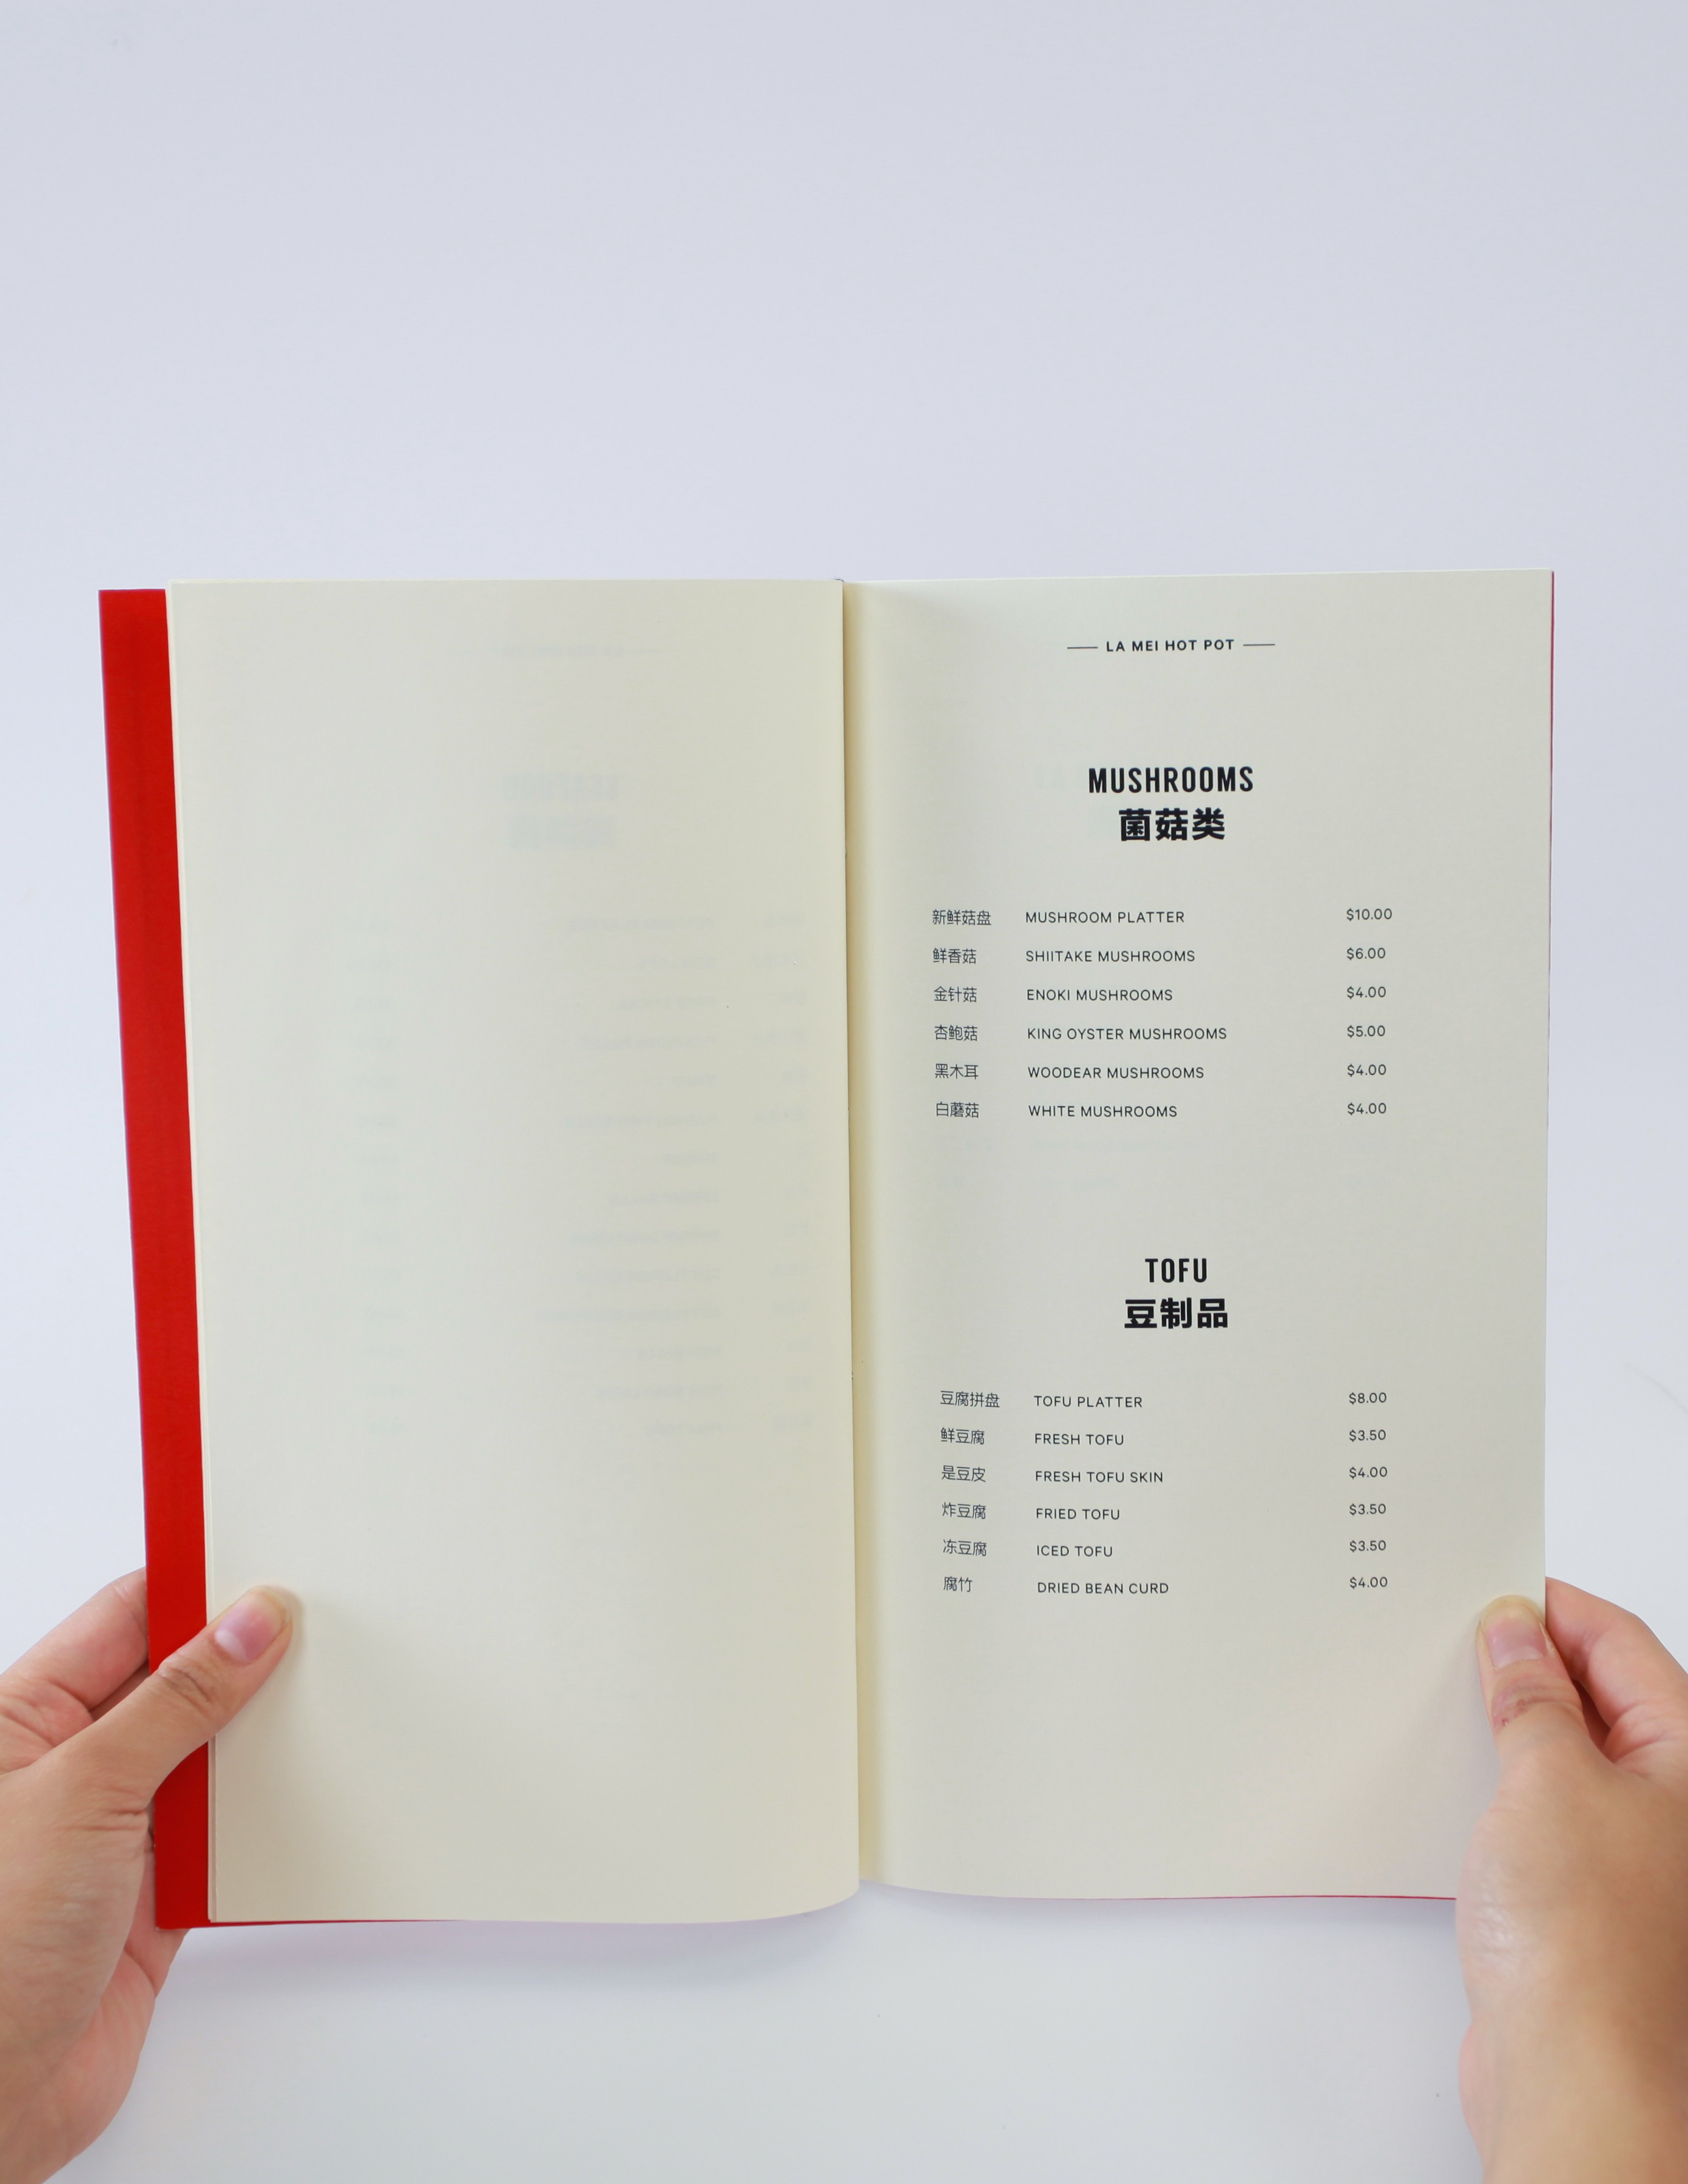 LA MEI HOT POT
MUSHROOMS
菌菇类
新鲜菇盘 MUSHROOM PLATTER $10.00
鲜香菇 SHIITAKE MUSHROOMS $6.00
金针菇 ENOKI MUSHROOMS $4.00
杏鲍菇 KING OYSTER MUSHROOMS $5.00
黑木耳 WOODEAR MUSHROOMS $4.00
白蘑菇 WHITE MUSHROOMS $4.00
TOFU
豆制品
豆腐拼盘 TOFU PLATTER $8.00
鲜豆腐 FRESH TOFU $3.50
是豆皮 FRESH TOFU SKIN $4.00
炸豆腐 FRIED TOFU $3.50
冻豆腐 ICED TOFU $3.50
腐竹 DRIED BEAN CURD $4.00